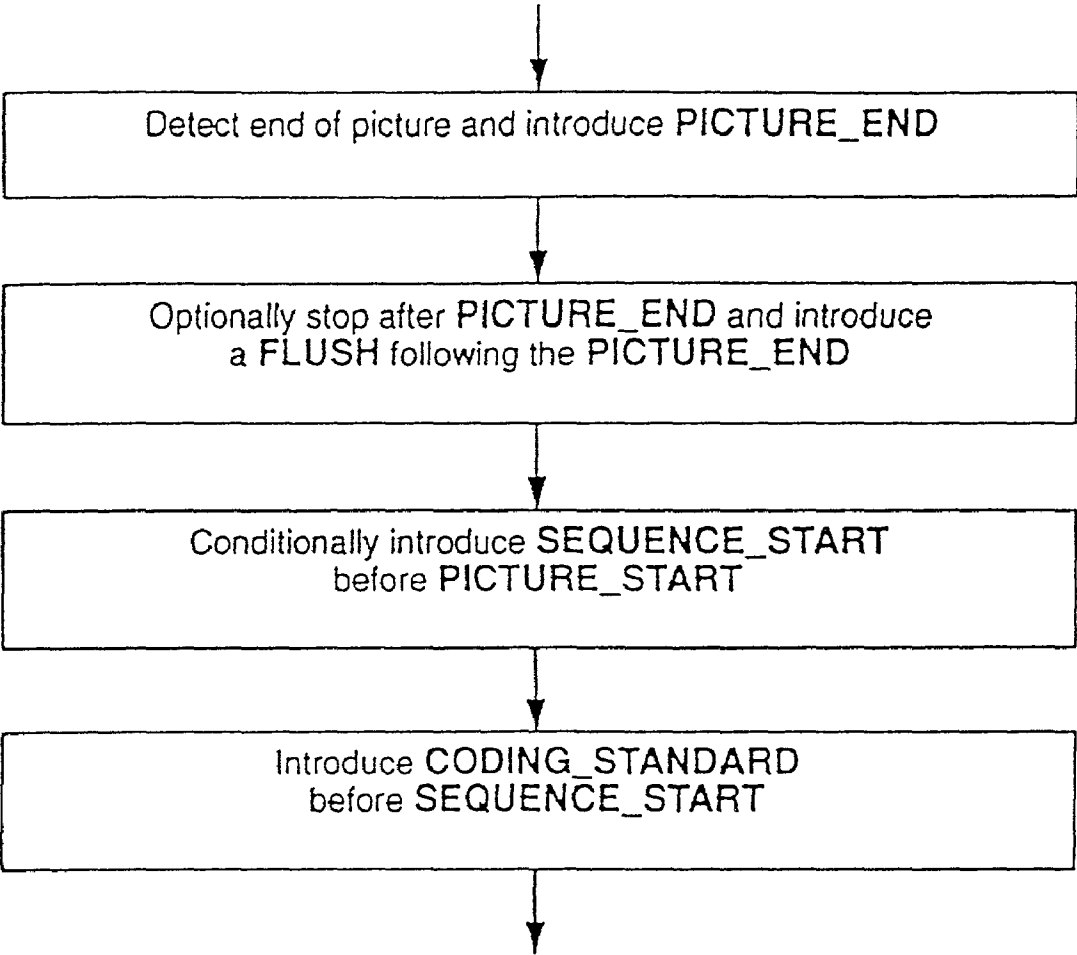 Detect end of picture and introduce PICTURE_END
Optionally stop after PICTURE_END and introduce
a FLUSH following the PICTURE_END
Conditionally introduce SEQUENCE_START
before PICTURE_START
Introduce CODING_STANDARD
before SEQUENCE_START